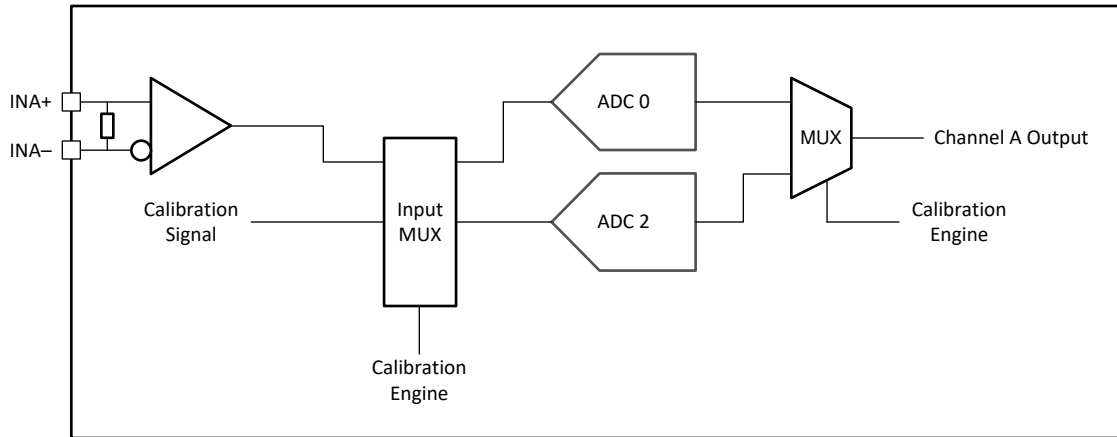 INA+
INA–
ADC 0
MUX
Channel A Output
Calibration
Signal
Input
MUX
ADC 2
Calibration
Engine
Calibration
Engine